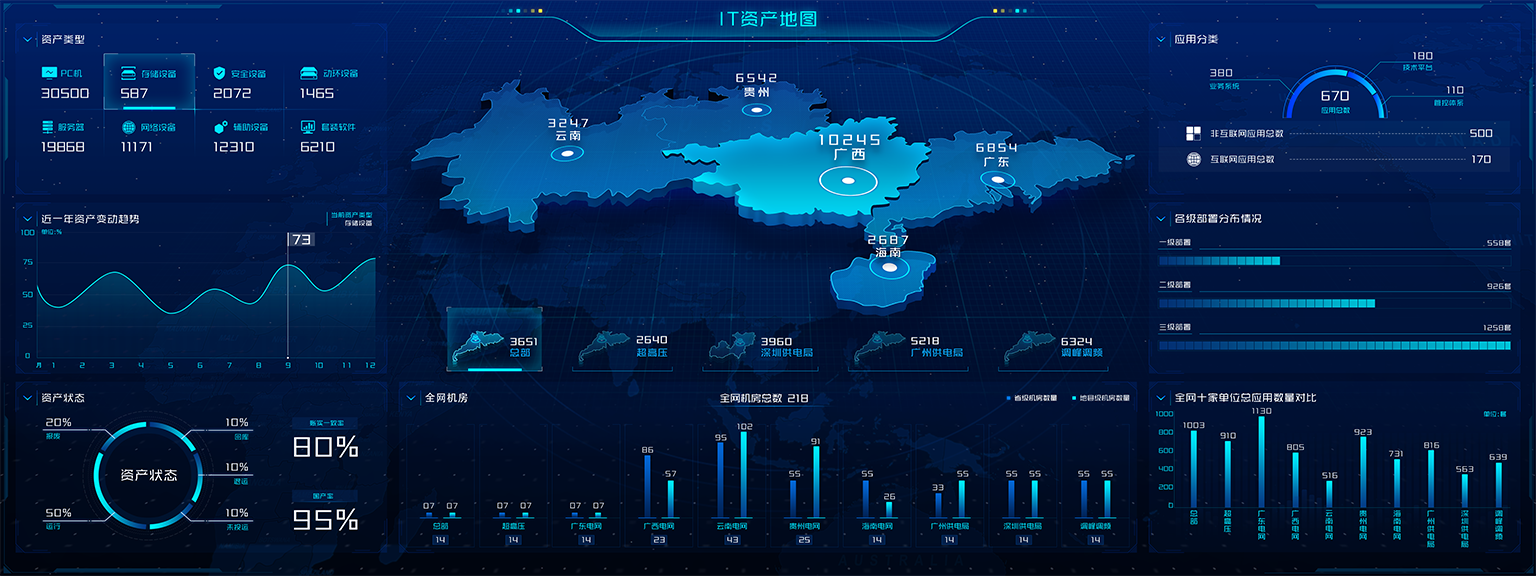 IT资产地图
资产类型
PC机
30500
存储设备
587
安全设备
2072
动环设备
1465
服务器
19868
网络设备
11171
辅助设备
12310
套装软件
6210
近一年资产变动趋势
当前资产类型
存储设备
单位:%
100
75
50
25
0
73
月 1 2 3 4 5 6 7 8 9 10 11 12
资产状态
20%
报废
50%
运行
资产状态
10%
回库
10%
退运
10%
未投运
账实一致率
80%
国产率
95%
6542
贵州
3247
云南
10245
广西
6854
广东
2687
海南
3651
总部
2640
超高压
3960
深圳供电局
5218
广州供电局
6324
调峰调频
全网机房
全网机房总数 218
省级机房数量
地县级机房数量
07 07
总部
14
07 07
超高压
14
07 07
广东电网
14
86 57
广西电网
23
95 102
云南电网
43
55 91
贵州电网
25
55 26
海南电网
14
33 55
广州供电局
14
55 55
深圳供电局
14
55 55
调峰调频
14
应用分类
380
业务系统
670
应用总数
180
技术平台
110
管控体系
非互联网应用总数 500
互联网应用总数 170
各级部署分布情况
一级部署 558套
二级部署 926套
三级部署 1258套
全网十家单位总应用数量对比
单位:套
1000
800
600
400
200
0
1003
总部
910
超高压
1130
广东电网
805
广西电网
516
云南电网
923
贵州电网
731
海南电网
816
广州供电局
563
深圳供电局
639
调峰调频